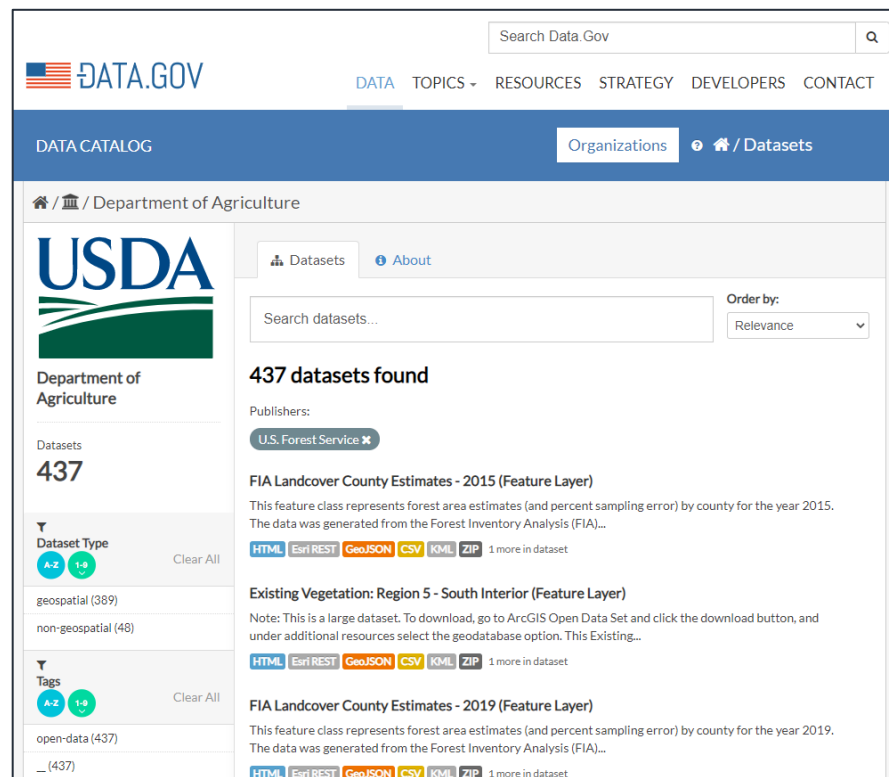 Search Data.Gov
DATA.GOV
DATA TOPICS RESOURCES STRATEGY DEVELOPERS CONTACT
DATA CATALOG
Organizations
/ Datasets
/ / Department of Agriculture
USDA
Department of
Agriculture
Datasets
437
Dataset Type
A-Z 1-9
Clear All
geospatial (389)
non-geospatial (48)
Tags
A-Z 1-9
Clear All
open-data (437)
__ (437)
Datasets About
Search datasets...
Order by:
Relevance
437 datasets found
Publishers:
U.S. Forest Service ×
FIA Landcover County Estimates - 2015 (Feature Layer)
This feature class represents forest area estimates (and percent sampling error) by county for the year 2015.
The data was generated from the Forest Inventory Analysis (FIA)...
HTML Esri REST GeoJSON CSV KML ZIP 1 more in dataset
Existing Vegetation: Region 5 - South Interior (Feature Layer)
Note: This is a large dataset. To download, go to ArcGIS Open Data Set and click the download button, and
under additional resources select the geodatabase option. This Existing...
HTML Esri REST GeoJSON CSV KML ZIP 1 more in dataset
FIA Landcover County Estimates - 2019 (Feature Layer)
This feature class represents forest area estimates (and percent sampling error) by county for the year 2019.
The data was generated from the Forest Inventory Analysis (FIA)...
HTML Esri REST GeoJSON CSV KML ZIP 1 more in dataset